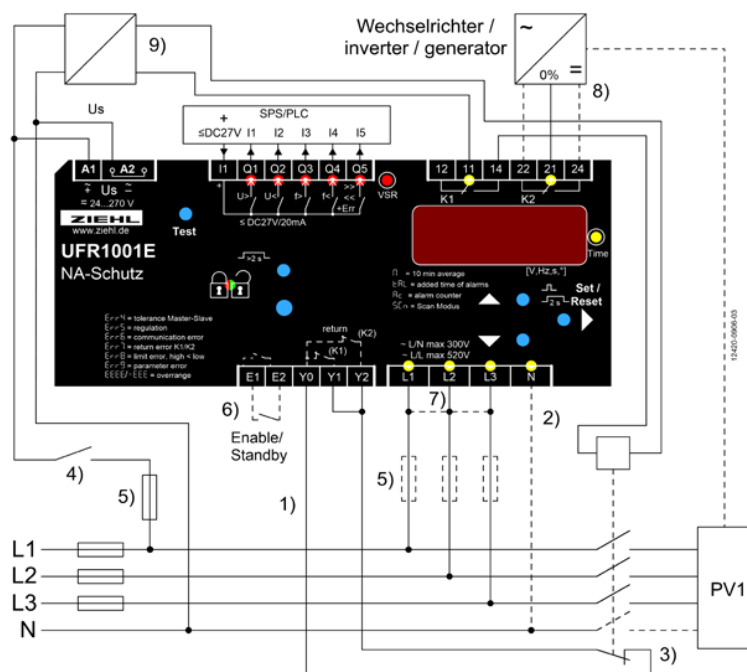 Wechselrichter /
inverter / generator
~
0%
=
9)
8)
Us
SPS/PLC
+
≤DC27V I1 I2 I3 I4 I5
A1 A2
I1 Q1 Q2 Q3 Q4 Q5
12 11 14 22 21 24
Us
= 24...270 V
+
U> U< f> f< >> << +Err
VSR
≤ DC27V/20mA
K1 K2
ZIEHL
www.ziehl.de
UFR1001E
NA-Schutz
Test
>2 s
Time
[V,Hz,s,°]
= 10 min average
tAL = added time of alarms
Ac = alarm counter
SCn = Scan Modus
2 s
Set /
Reset
Err4 = tolerance Master-Slave
Err5 = regulation
Err6 = communication error
Err7 = return error K1/K2
Err8 = limit error, high < low
Err9 = parameter error
EEEE/-EEE = overrange
return
(K2)
(K1)
~ L/N max 300V
~ L/L max 520V
E1 E2 Y0 Y1 Y2
L1 L2 L3 N
12420-0906-03
6)
Enable/
Standby
7)
2)
4)
5)
1)
5)
L1
L2
L3
N
PV1
3)